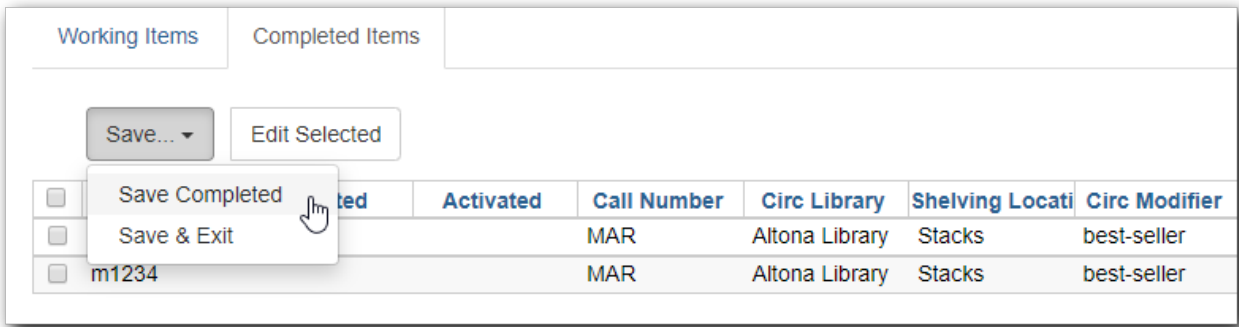 Working Items Completed Items
Save... Edit Selected
Save Completed
Save & Exit
ted Activated Call Number Circ Library Shelving Locati Circ Modifier
MAR Altona Library Stacks best-seller
m1234 MAR Altona Library Stacks best-seller